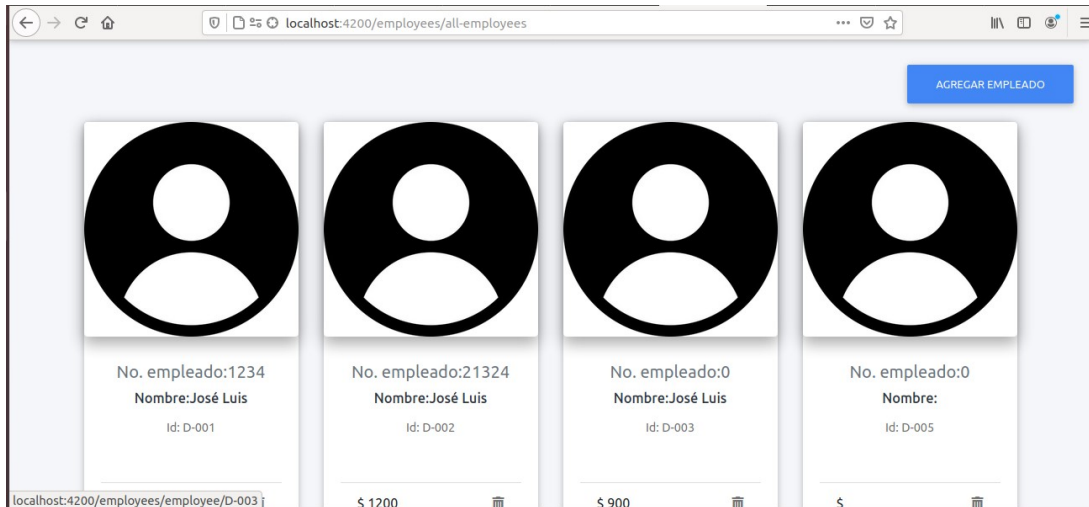 localhost:4200/employees/all-employees
AGREGAR EMPLEADO
No. empleado:1234
Nombre:José Luis
Id: D-001
No. empleado:21324
Nombre:José Luis
Id: D-002
$ 1200
No. empleado:0
Nombre:José Luis
Id: D-003
$ 900
No. empleado:0
Nombre:
Id: D-005
$
localhost:4200/employees/employee/D-003